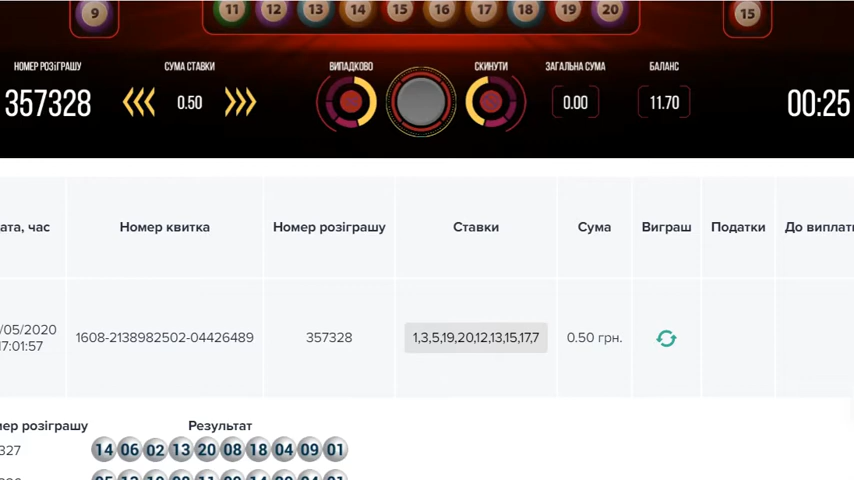 9
11 12 13 14 15 16 17 18 19 20
15
НОМЕР РОЗІГРАШУ
СУМА СТАВКИ
ВИПАДКОВО
СКИНУТИ
ЗАГАЛЬНА СУМА
БАЛАНС
357328
0.50
0.00
11.70
00:25
ата, час
Номер квитка
Номер розіграшу
Ставки
Сума
Виграш
Податки
До виплати
/05/2020
17:01:57
1608-2138982502-04426489
357328
1,3,5,19,20,12,13,15,17,7
0.50 грн.
мер розіграшу
Результат
327
14 06 02 13 20 08 18 04 09 01